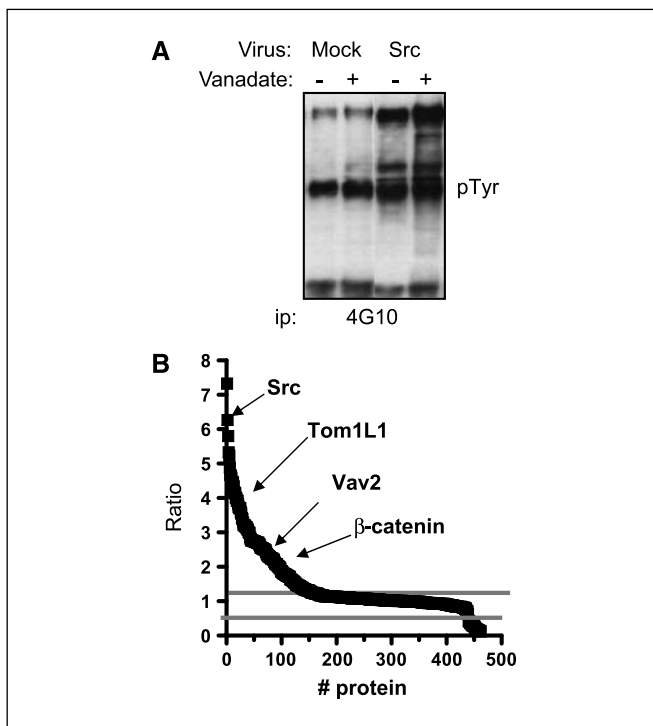 A
Virus: Mock Src
Vanadate: - + - +
pTyr
ip: 4G10
B
8
7
6
5
4
3
2
1
0
Ratio
Src
Tom1L1
Vav2
β-catenin
0 100 200 300 400 500
# protein